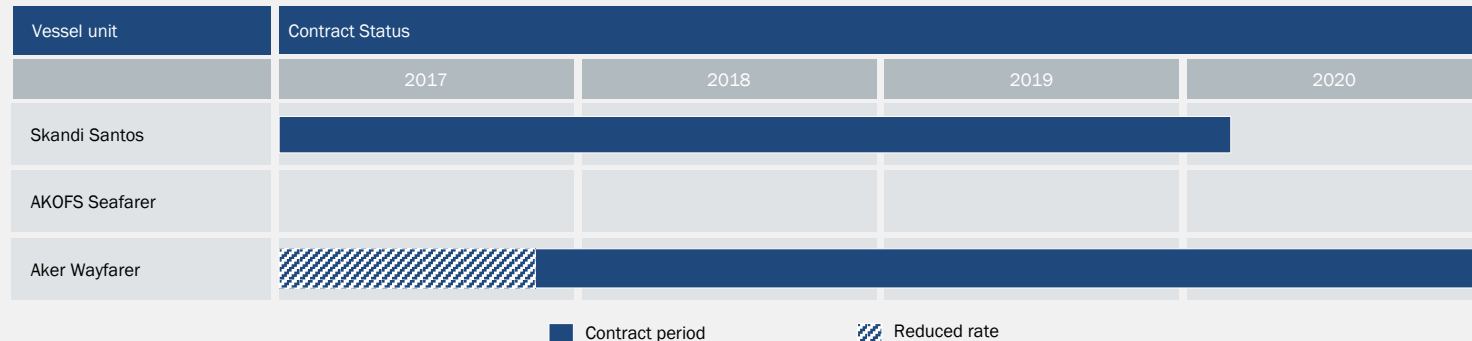 Vessel unit Contract Status
2017 2018 2019 2020
Skandi Santos
AKOFS Seafarer
Aker Wayfarer
Contract period Reduced rate